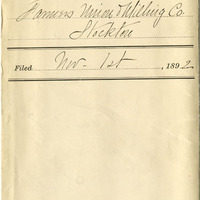 Farmers Union & Milling Co
Stockton
Filed Nov. 1st , 1892